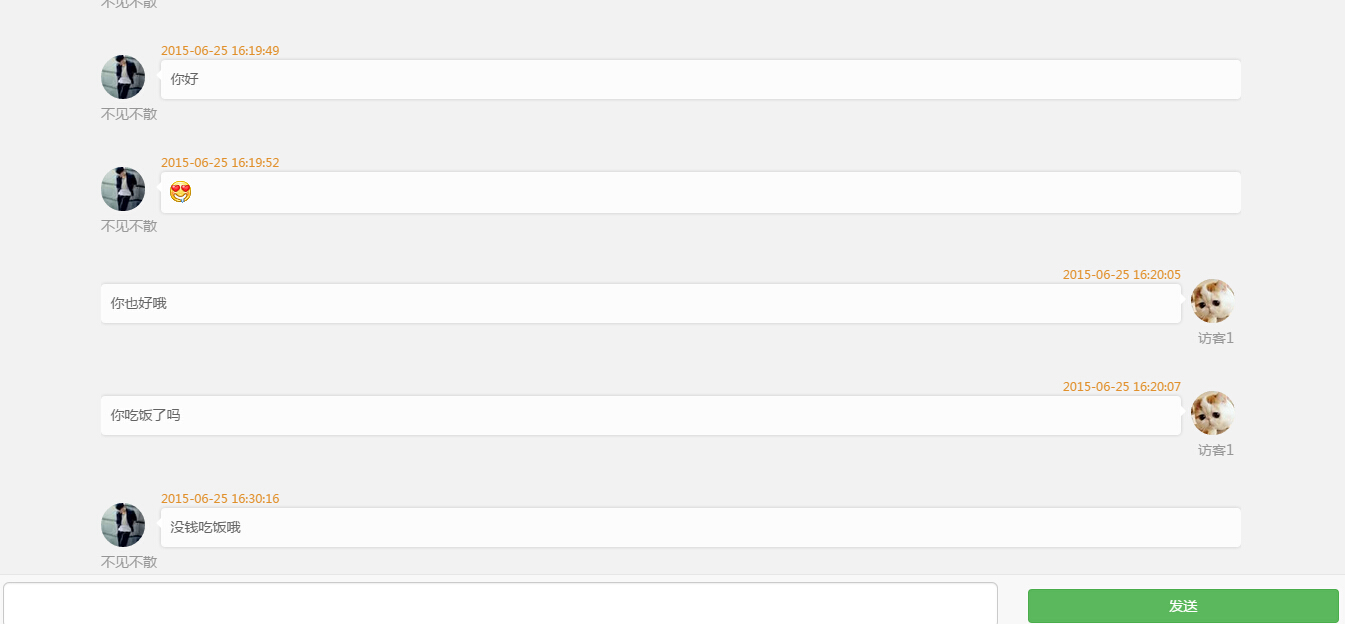 不见不散
2015-06-25 16:19:49
你好
不见不散
2015-06-25 16:19:52
不见不散
2015-06-25 16:20:05
你也好哦
访客1
2015-06-25 16:20:07
你吃饭了吗
访客1
2015-06-25 16:30:16
没钱吃饭哦
不见不散
发送